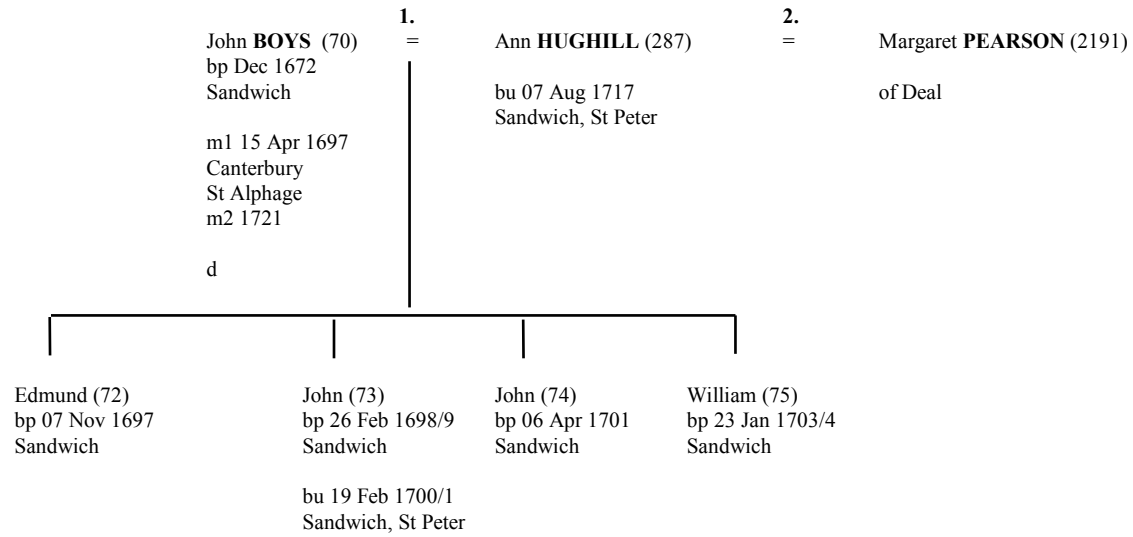 1. 2.
John BOYS (70) = Ann HUGHILL (287) = Margaret PEARSON (2191)
bp Dec 1672
Sandwich bu 07 Aug 1717 of Deal
Sandwich, St Peter
m1 15 Apr 1697
Canterbury
St Alphage
m2 1721
d
Edmund (72) John (73) John (74) William (75)
bp 07 Nov 1697 bp 26 Feb 1698/9 bp 06 Apr 1701 bp 23 Jan 1703/4
Sandwich Sandwich Sandwich Sandwich
bu 19 Feb 1700/1
Sandwich, St Peter